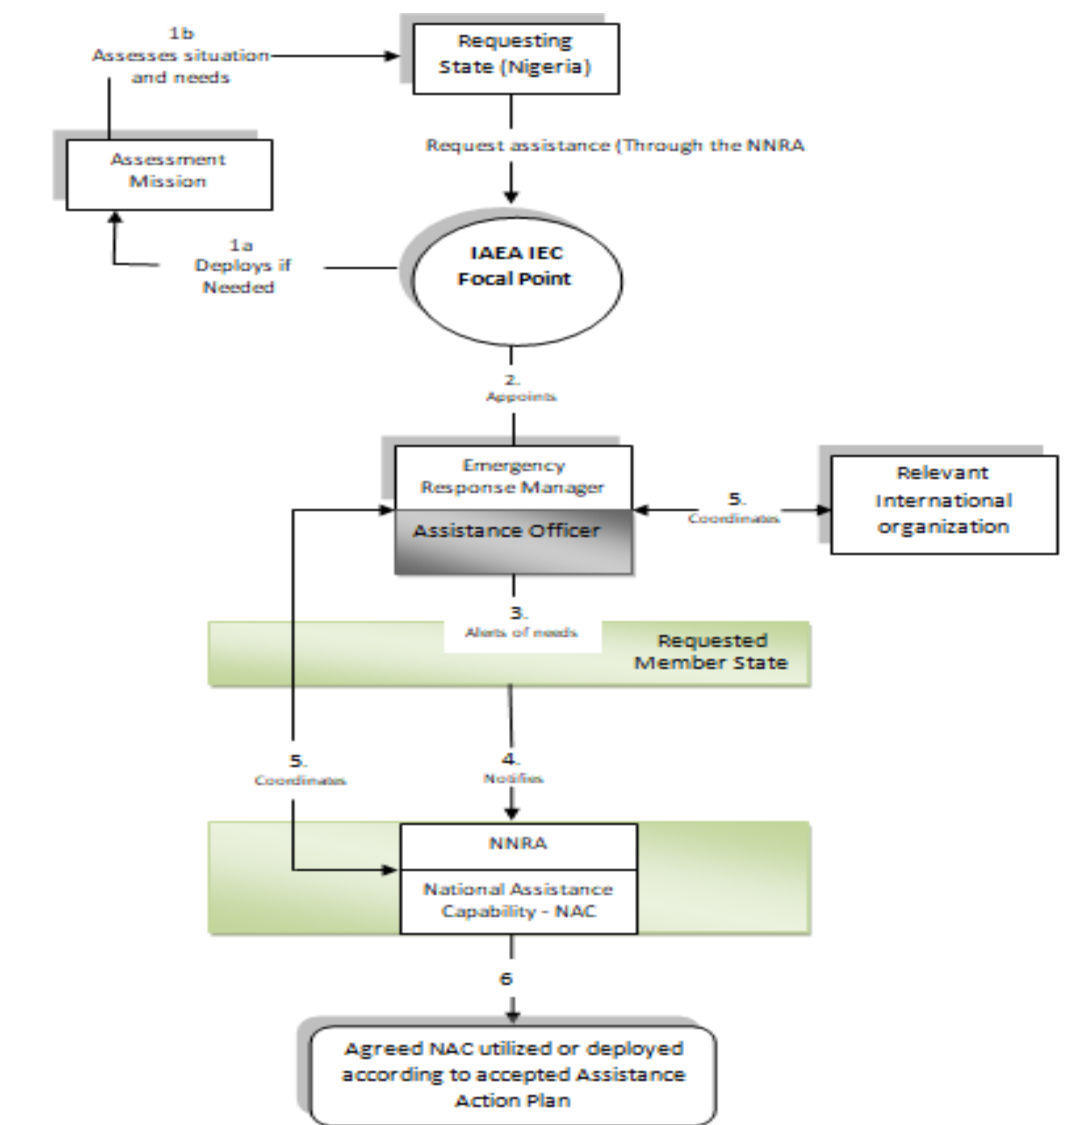 1b
Assesses situation
and needs
Requesting
State (Nigeria)
Request assistance (Through the NNRA
Assessment
Mission
1a
Deploys if
Needed
IAEA IEC
Focal Point
2.
Appoints
Emergency
Response Manager
Assistance Officer
5.
Coordinates
Relevant
International
organization
3.
Alerts of needs
Requested
Member State
5.
Coordinates
4.
Notifies
NNRA
National Assistance
Capability - NAC
6
Agreed NAC utilized or deployed
according to accepted Assistance
Action Plan